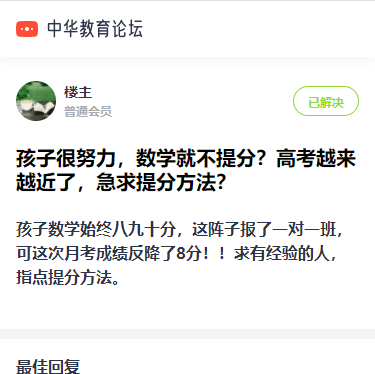 中华教育论坛
楼主
普通会员
已解决
孩子很努力，数学就不提分？高考越来
越近了，急求提分方法？
孩子数学始终八九十分，这阵子报了一对一班，
可这次月考成绩反降了8分！！求有经验的人，
指点提分方法。
最佳回复